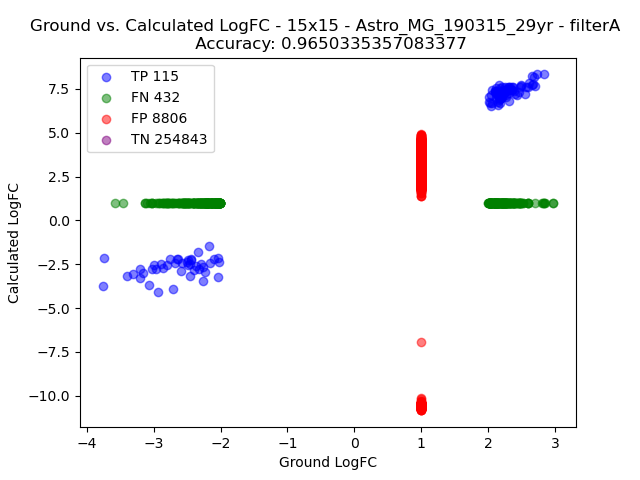 Ground vs. Calculated LogFC - 15x15 - Astro_MG_190315_29yr - filterA
Accuracy: 0.9650335357083377
TP 115
FN 432
FP 8806
TN 254843
7.5
5.0
2.5
0.0
−2.5
−5.0
−7.5
−10.0
Calculated LogFC
−4
−3
−2
−1
0
1
2
3
Ground LogFC